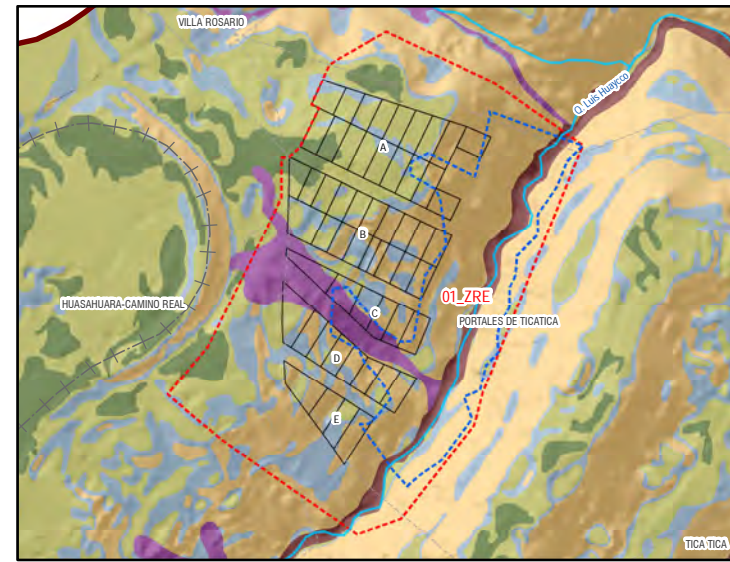 VILLA ROSARIO
Q. Luis Huaycco
A
B
01_ZRE
HUASAHUARA-CAMINO REAL
C
PORTALES DE TICATICA
D
E
TICA TICA